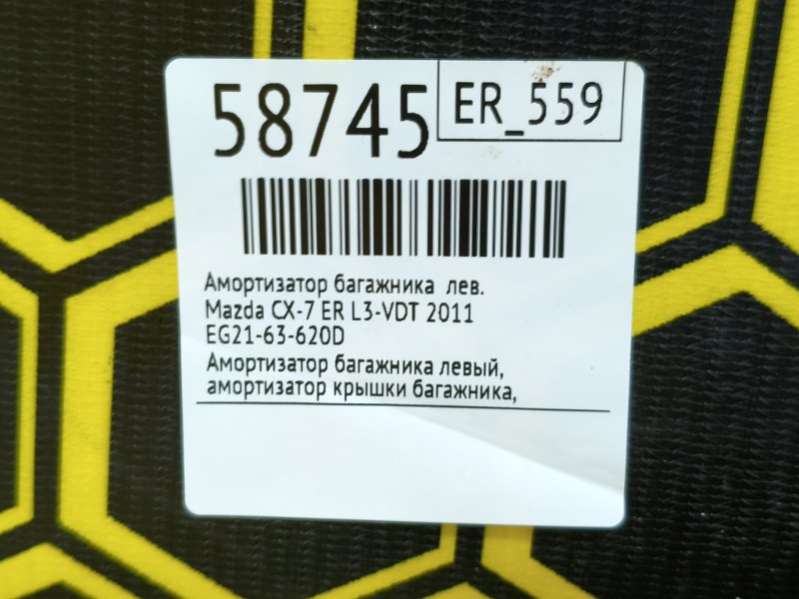 58745
ER_559
Амортизатор багажника лев.
Mazda CX-7 ER L3-VDT 2011
EG21-63-620D
Амортизатор багажника левый,
амортизатор крышки багажника,